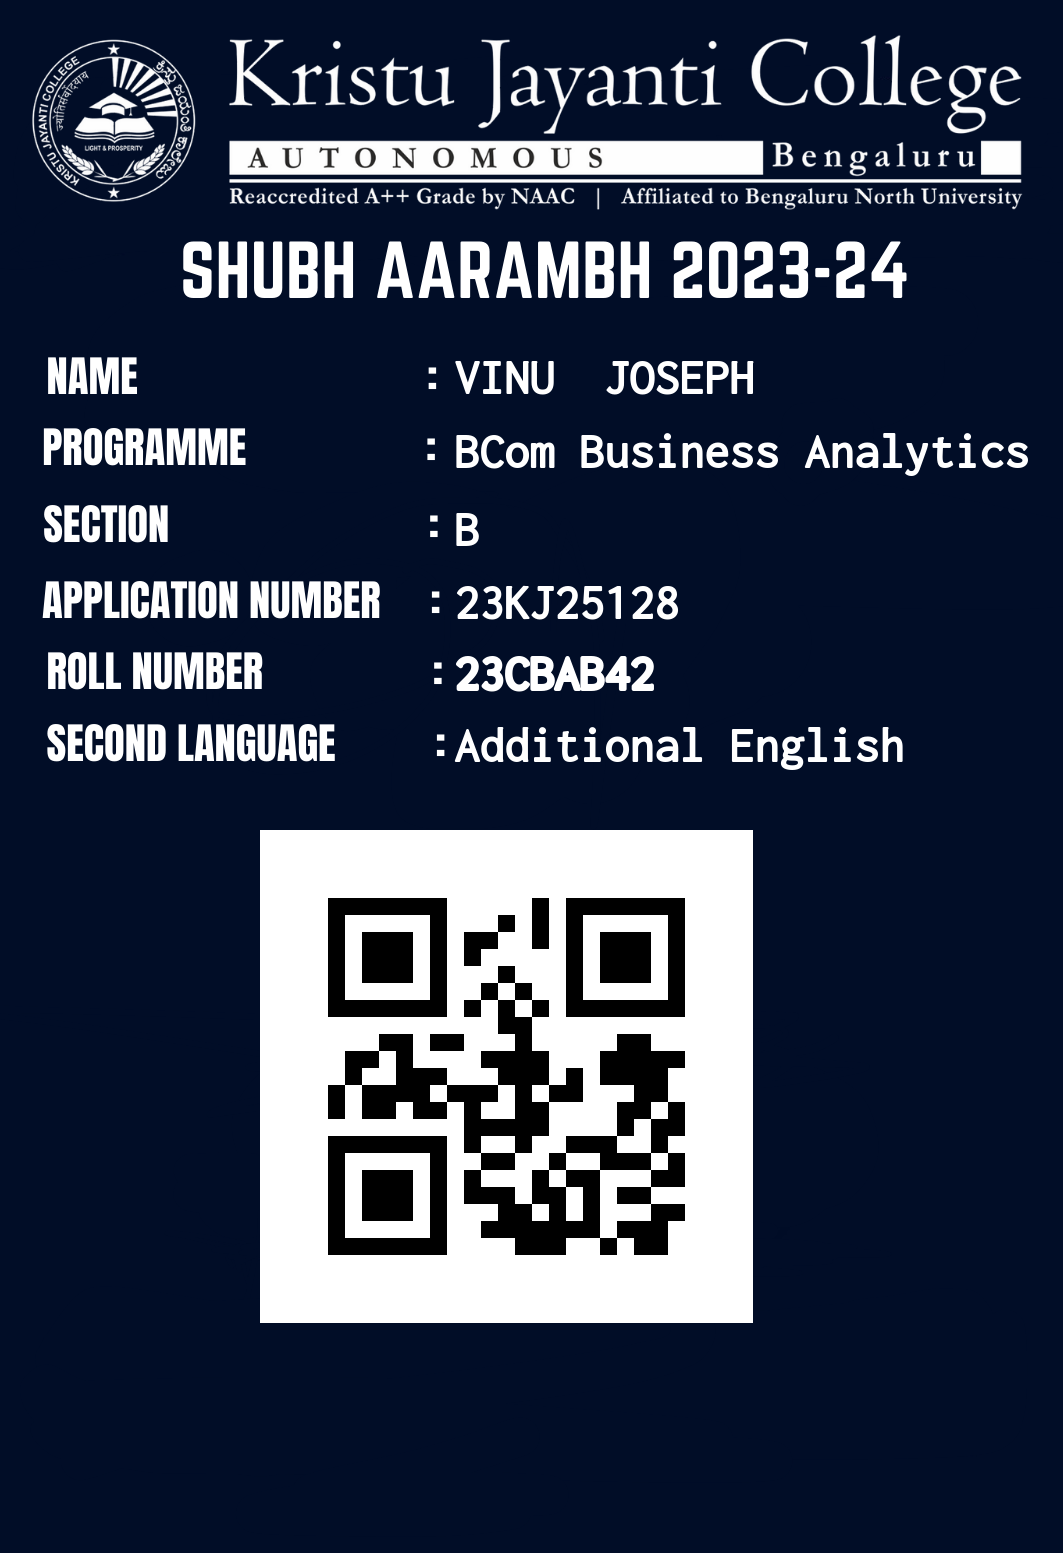 KRISTU JAYANTI COLLEGE
ಕ್ರಿಸ್ತು ಜಯಂತಿ ಕಾಲೇಜು
LIGHT & PROSPERITY
Kristu Jayanti College
AUTONOMOUS Bengaluru
Reaccredited A++ Grade by NAAC | Affiliated to Bengaluru North University
SHUBH AARAMBH 2023-24
NAME : VINU JOSEPH
PROGRAMME : BCom Business Analytics
SECTION : B
APPLICATION NUMBER : 23KJ25128
ROLL NUMBER : 23CBAB42
SECOND LANGUAGE : Additional English